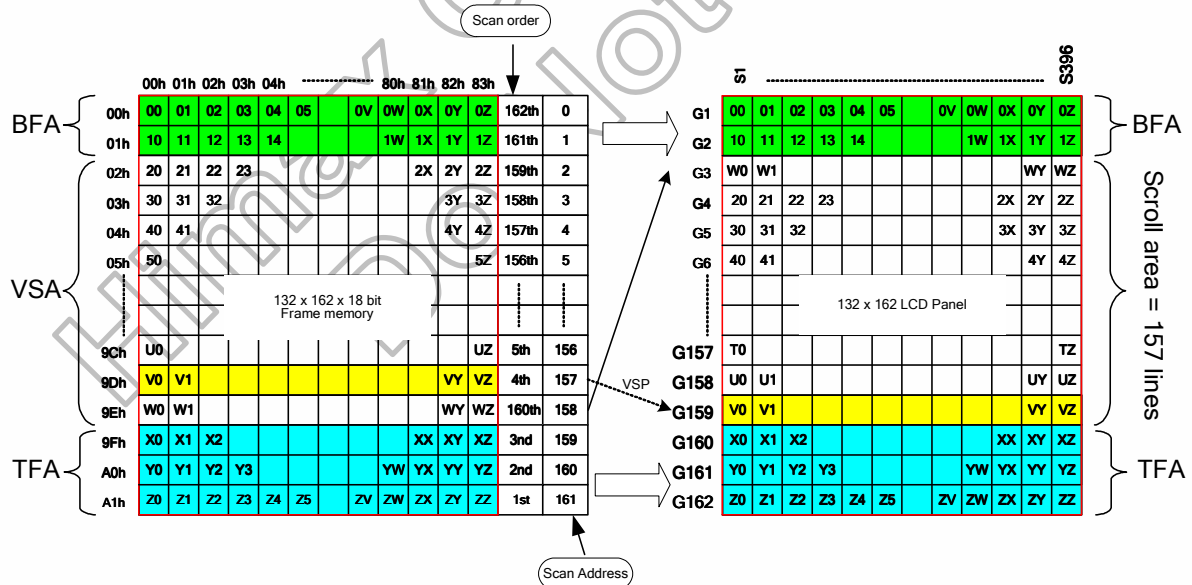 Scan order
00h 01h 02h 03h 04h 80h 81h 82h 83h
S1 S396
BFA
00h 00 01 02 03 04 05 0V 0W 0X 0Y 0Z 162th 0
01h 10 11 12 13 14 1W 1X 1Y 1Z 161th 1
VSA
02h 20 21 22 23 2X 2Y 2Z 159th 2
03h 30 31 32 3Y 3Z 158th 3
04h 40 41 4Y 4Z 157th 4
05h 50 5Z 156th 5
132 x 162 x 18 bit
Frame memory
9Ch U0 UZ 5th 156
9Dh V0 V1 VY VZ 4th 157
9Eh W0 W1 WY WZ 160th 158
TFA
9Fh X0 X1 X2 XX XY XZ 3nd 159
A0h Y0 Y1 Y2 Y3 YW YX YY YZ 2nd 160
A1h Z0 Z1 Z2 Z3 Z4 Z5 ZV ZW ZX ZY ZZ 1st 161
Scan Address
VSP
G1 00 01 02 03 04 05 0V 0W 0X 0Y 0Z
G2 10 11 12 13 14 1W 1X 1Y 1Z
BFA
G3 W0 W1 WY WZ
G4 20 21 22 23 2X 2Y 2Z
G5 30 31 32 3X 3Y 3Z
G6 40 41 4Y 4Z
132 x 162 LCD Panel
G157 T0 TZ
G158 U0 U1 UY UZ
G159 V0 V1 VY VZ
Scroll area = 157 lines
G160 X0 X1 X2 XX XY XZ
G161 Y0 Y1 Y2 Y3 YW YX YY YZ
G162 Z0 Z1 Z2 Z3 Z4 Z5 ZV ZW ZX ZY ZZ
TFA
Himax
Do Not